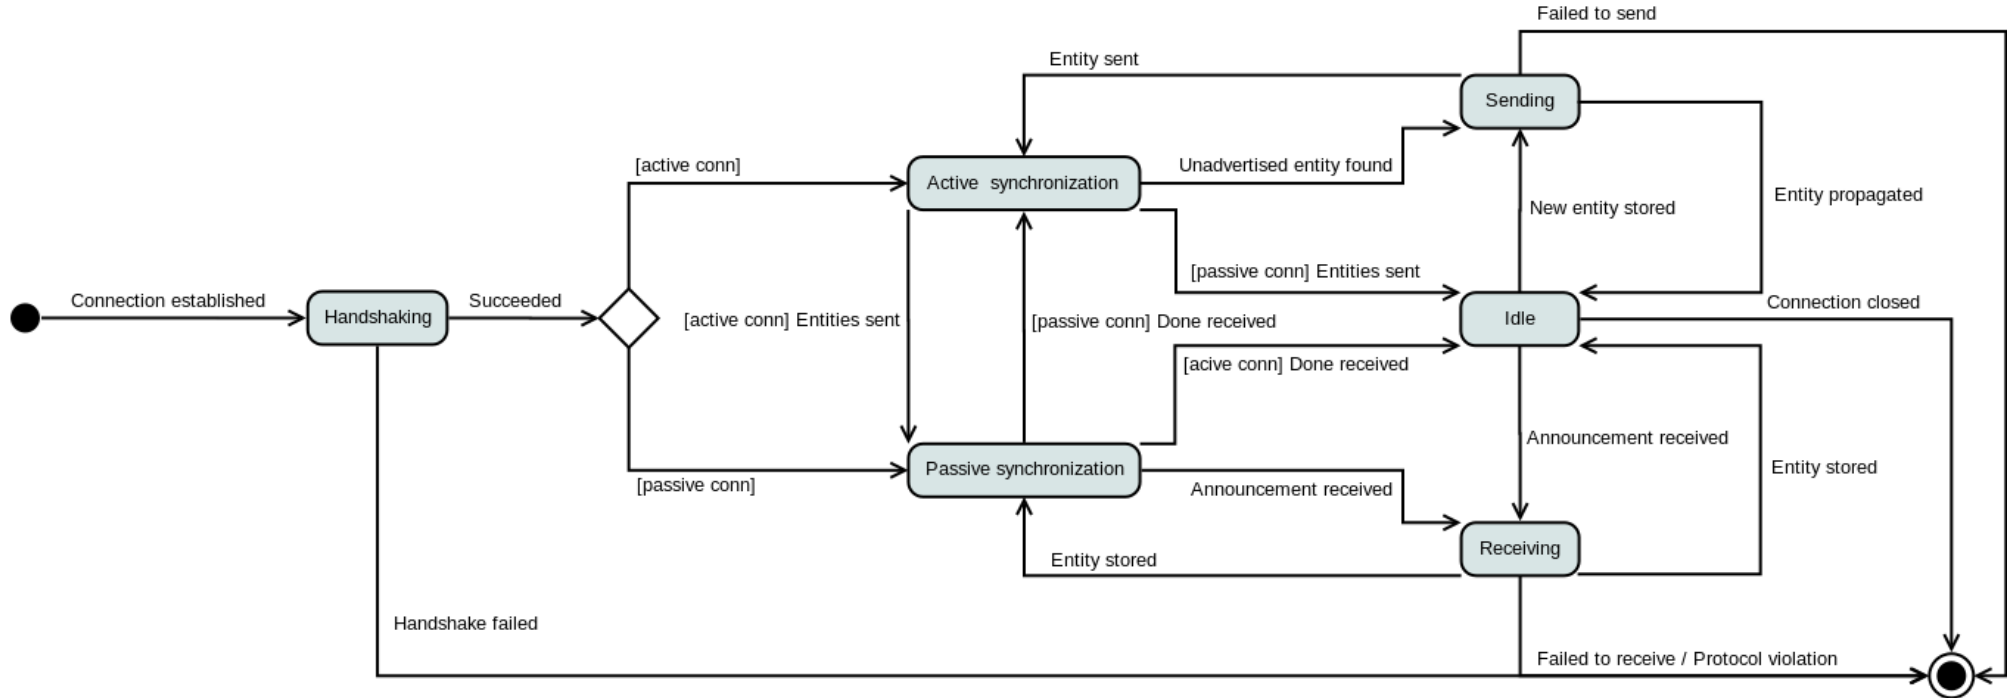 Failed to send
Entity sent
Sending
[active conn]
Unadvertised entity found
Active synchronization
Entity propagated
New entity stored
[passive conn] Entities sent
Connection established
Succeeded
Connection closed
Handshaking
[active conn] Entities sent
[passive conn] Done received
Idle
[acive conn] Done received
Announcement received
Passive synchronization
Entity stored
[passive conn]
Announcement received
Receiving
Entity stored
Handshake failed
Failed to receive / Protocol violation